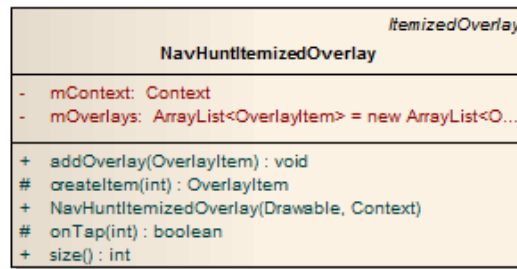 ItemizedOverlay
NavHuntItemizedOverlay
- mContext: Context
- mOverlays: ArrayList<OverlayItem> = new ArrayList<O...
+ addOverlay(OverlayItem) : void
# createItem(int) : OverlayItem
+ NavHuntItemizedOverlay(Drawable, Context)
# onTap(int) : boolean
+ size() : int